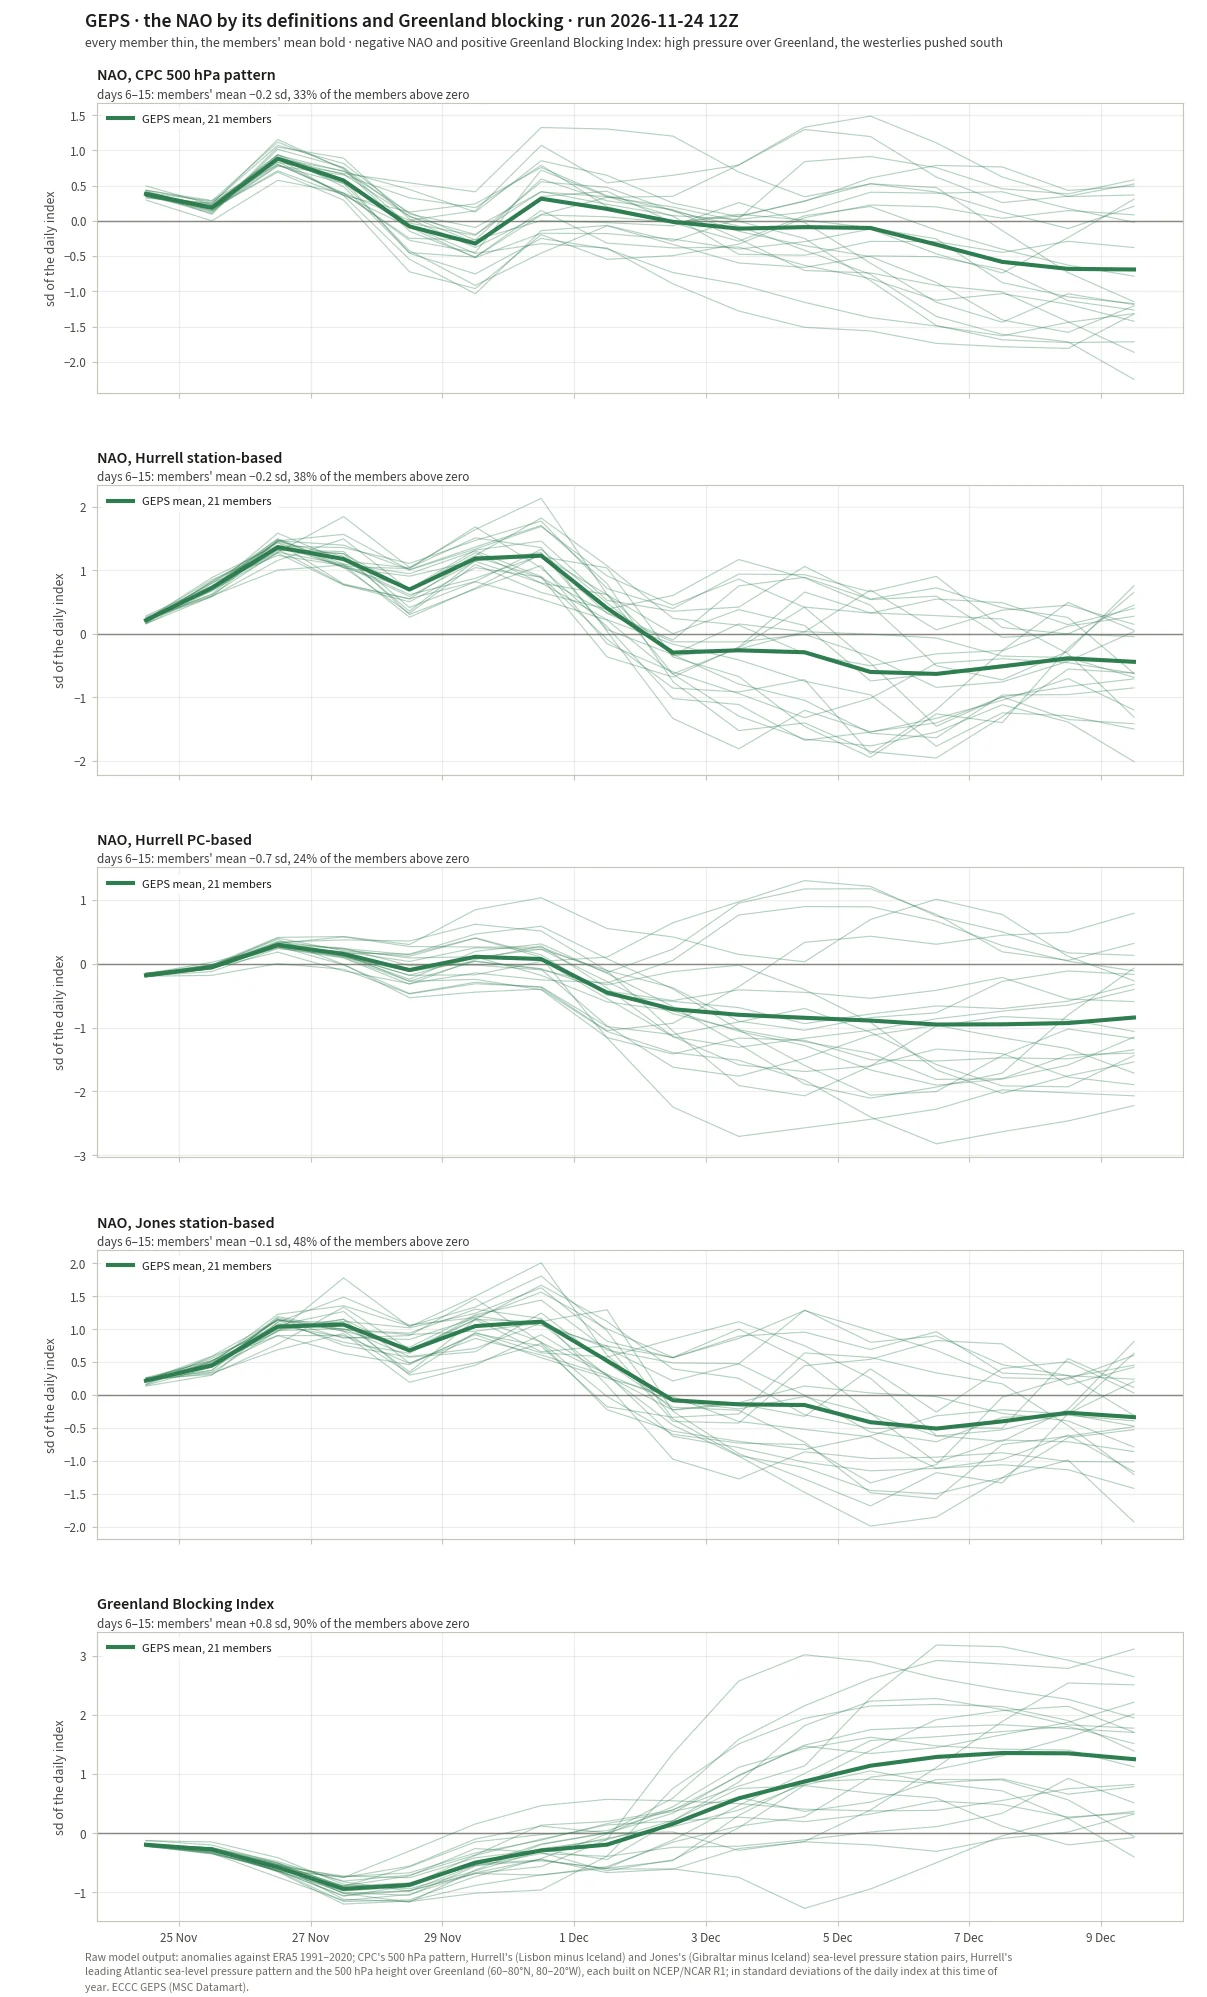 GEPS · the NAO by its definitions and Greenland blocking · run 2026-11-24 12Z
every member thin, the members' mean bold · negative NAO and positive Greenland Blocking Index: high pressure over Greenland, the westerlies pushed south
NAO, CPC 500 hPa pattern
days 6–15: members' mean −0.2 sd, 33% of the members above zero
GEPS mean, 21 members
sd of the daily index
1.5
1.0
0.5
0.0
−0.5
−1.0
−1.5
−2.0
NAO, Hurrell station-based
days 6–15: members' mean −0.2 sd, 38% of the members above zero
GEPS mean, 21 members
sd of the daily index
2
1
0
−1
−2
NAO, Hurrell PC-based
days 6–15: members' mean −0.7 sd, 24% of the members above zero
GEPS mean, 21 members
sd of the daily index
1
0
−1
−2
−3
NAO, Jones station-based
days 6–15: members' mean −0.1 sd, 48% of the members above zero
GEPS mean, 21 members
sd of the daily index
2.0
1.5
1.0
0.5
0.0
−0.5
−1.0
−1.5
−2.0
Greenland Blocking Index
days 6–15: members' mean +0.8 sd, 90% of the members above zero
GEPS mean, 21 members
sd of the daily index
3
2
1
0
−1
25 Nov 27 Nov 29 Nov 1 Dec 3 Dec 5 Dec 7 Dec 9 Dec
Raw model output: anomalies against ERA5 1991–2020; CPC's 500 hPa pattern, Hurrell's (Lisbon minus Iceland) and Jones's (Gibraltar minus Iceland) sea-level pressure station pairs, Hurrell's
leading Atlantic sea-level pressure pattern and the 500 hPa height over Greenland (60–80°N, 80–20°W), each built on NCEP/NCAR R1; in standard deviations of the daily index at this time of
year. ECCC GEPS (MSC Datamart).